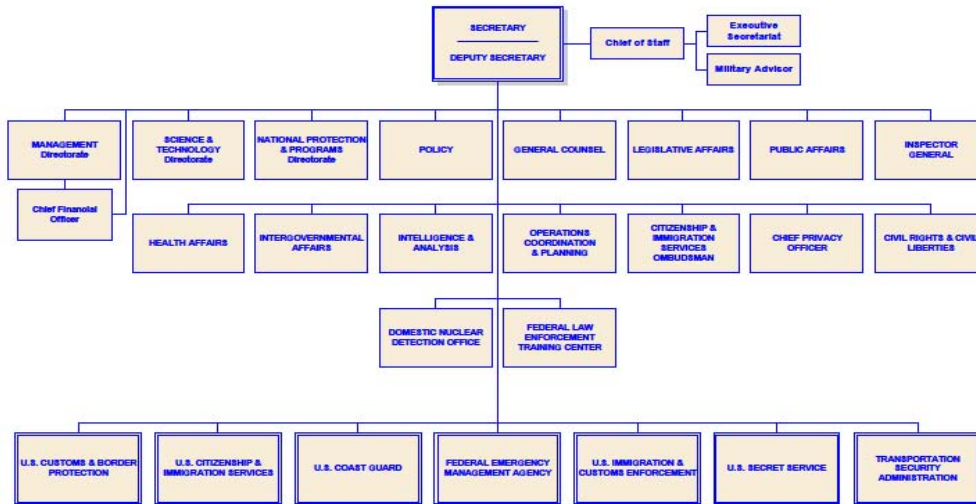 SECRETARY
DEPUTY SECRETARY
Chief of Staff
Executive
Secretariat
Military Advisor
MANAGEMENT
Directorate
SCIENCE &
TECHNOLOGY
Directorate
NATIONAL PROTECTION
& PROGRAMS
Directorate
POLICY
GENERAL COUNSEL
LEGISLATIVE AFFAIRS
PUBLIC AFFAIRS
INSPECTOR
GENERAL
Chief Financial
Officer
HEALTH AFFAIRS
INTERGOVERNMENTAL
AFFAIRS
INTELLIGENCE &
ANALYSIS
OPERATIONS
COORDINATION
& PLANNING
CITIZENSHIP &
IMMIGRATION
SERVICES
OMBUDSMAN
CHIEF PRIVACY
OFFICER
CIVIL RIGHTS & CIVIL
LIBERTIES
DOMESTIC NUCLEAR
DETECTION OFFICE
FEDERAL LAW
ENFORCEMENT
TRAINING CENTER
U.S. CUSTOMS & BORDER
PROTECTION
U.S. CITIZENSHIP &
IMMIGRATION SERVICES
U.S. COAST GUARD
FEDERAL EMERGENCY
MANAGEMENT AGENCY
U.S. IMMIGRATION &
CUSTOMS ENFORCEMENT
U.S. SECRET SERVICE
TRANSPORTATION
SECURITY
ADMINISTRATION